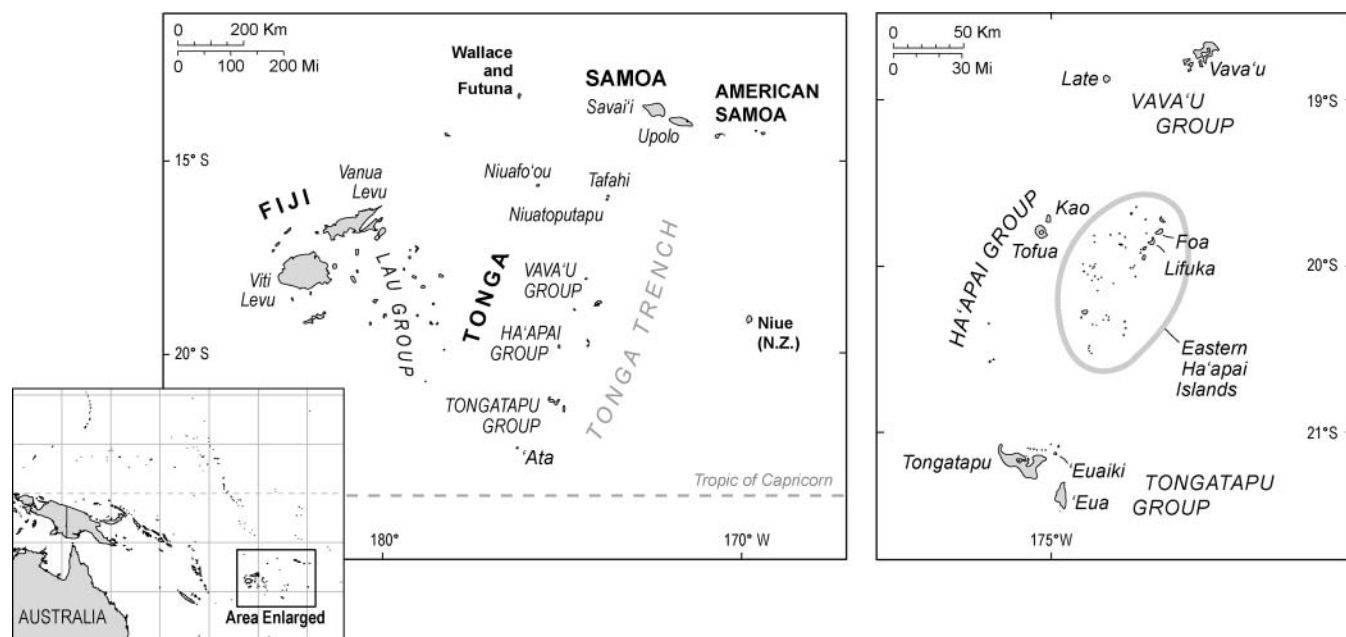 0 200 Km
0 100 200 Mi
Wallace
and
Futuna
SAMOA
Savai‘i
Upolo
AMERICAN
SAMOA
15° S
Vanua
Levu
FIJI
Viti
Levu
LAU GROUP
Niuafo‘ou
Tafahi
Niuatoputapu
TONGA
VAVA‘U
GROUP
HA‘APAI
GROUP
TONGA TRENCH
Niue
(N.Z.)
20° S
TONGATAPU
GROUP
‘Ata
Tropic of Capricorn
180°
170° W
AUSTRALIA
Area Enlarged
0 50 Km
0 30 Mi
Late
Vava‘u
VAVA‘U
GROUP
19° S
HA‘APAI GROUP
Kao
Tofua
Foa
Lifuka
20° S
Eastern
Ha‘apai
Islands
21° S
Tongatapu
‘Euaiki
‘Eua
TONGATAPU
GROUP
175° W